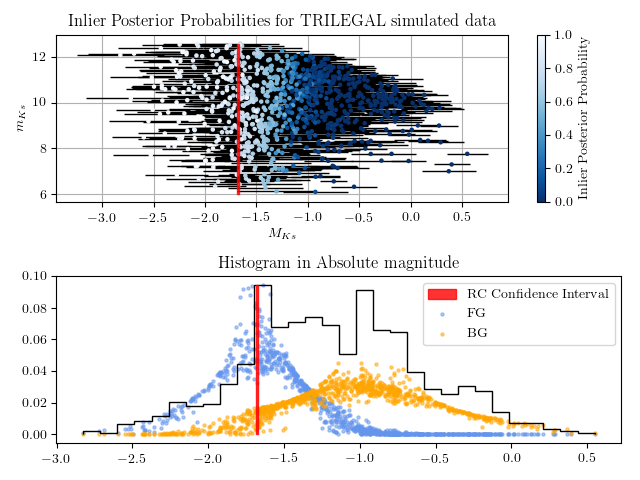 Inlier Posterior Probabilities for TRILEGAL simulated data
12
10
8
6
m_Ks
−3.0 −2.5 −2.0 −1.5 −1.0 −0.5 0.0 0.5
M_Ks
1.0
0.8
0.6
0.4
0.2
0.0
Inlier Posterior Probability
Histogram in Absolute magnitude
0.10
0.08
0.06
0.04
0.02
0.00
RC Confidence Interval
FG
BG
−3.0 −2.5 −2.0 −1.5 −1.0 −0.5 0.0 0.5